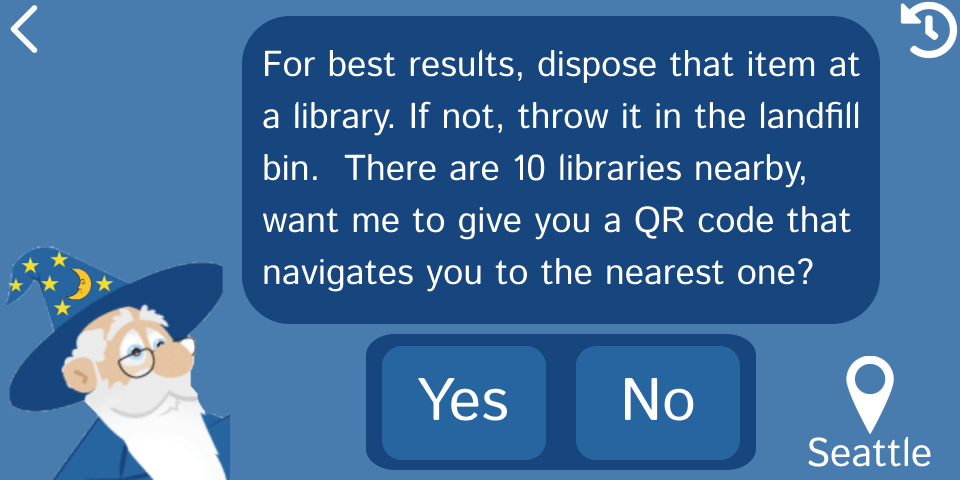 For best results, dispose that item at
a library. If not, throw it in the landfill
bin.  There are 10 libraries nearby,
want me to give you a QR code that
navigates you to the nearest one?
Yes
No
Seattle